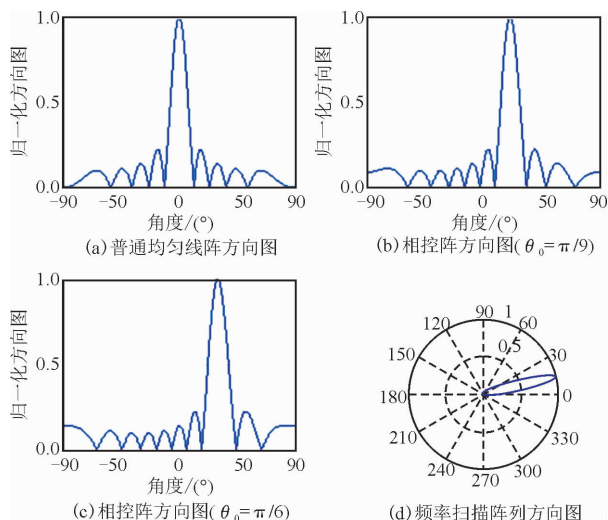 归一化方向图
1.0
0.5
0.0
-90 -50 0 50 90
角度/(°)
(a)普通均匀线阵方向图
归一化方向图
1.0
0.5
0.0
-90 -50 0 50 90
角度/(°)
(b)相控阵方向图(θ₀=π/9)
归一化方向图
1.0
0.5
0.0
-90 -50 0 50 90
角度/(°)
(c)相控阵方向图(θ₀=π/6)
90 1
120 60
0.5
150 30
180 0
210 330
240 300
270
(d)频率扫描阵列方向图